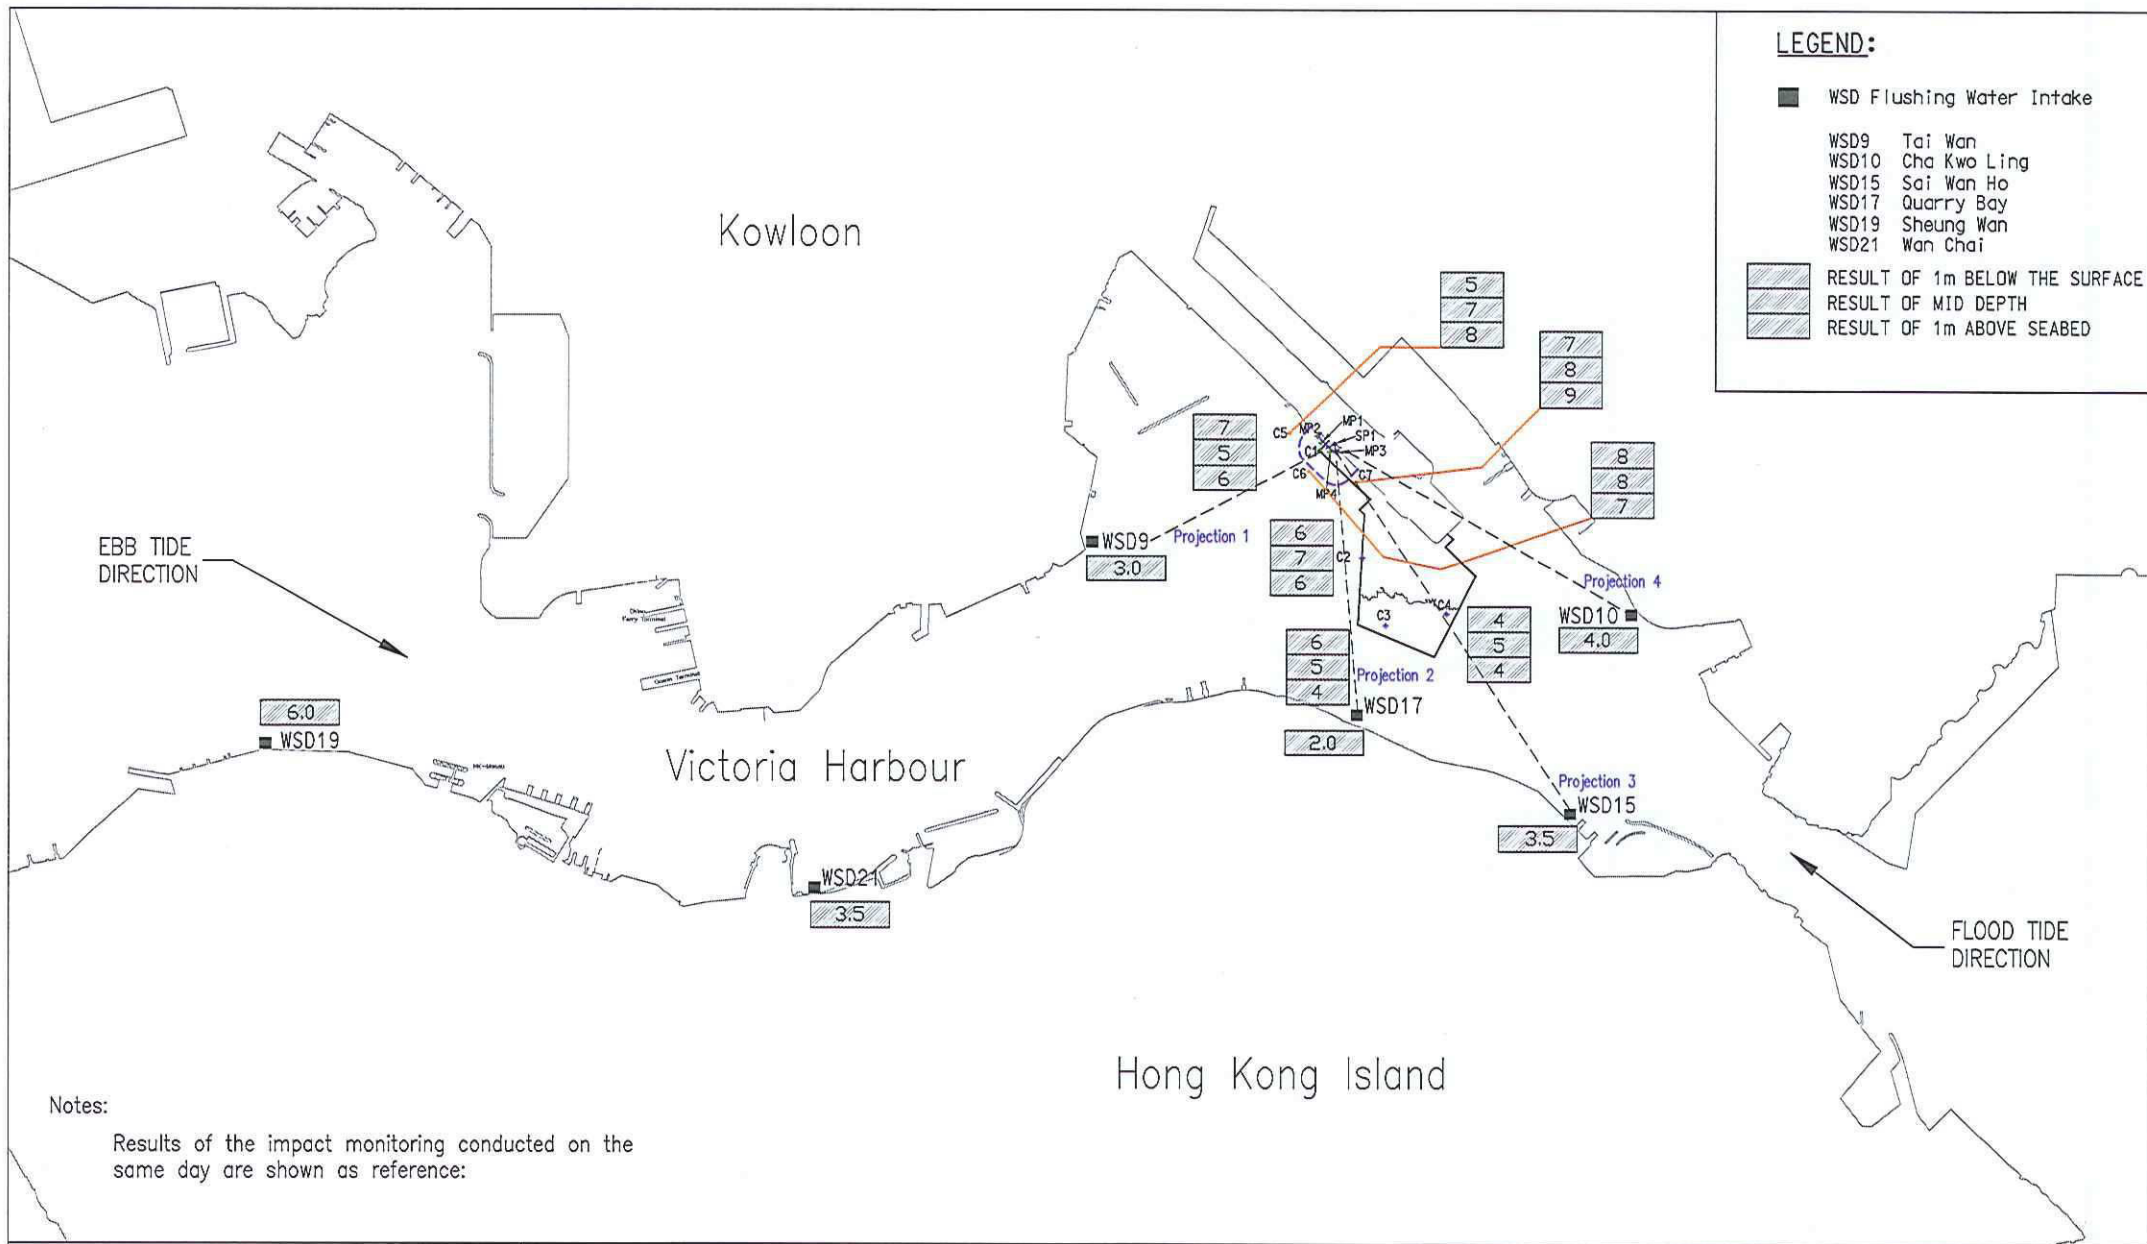 LEGEND:
WSD Flushing Water Intake
WSD9 Tai Wan
WSD10 Cha Kwo Ling
WSD15 Sai Wan Ho
WSD17 Quarry Bay
WSD19 Sheung Wan
WSD21 Wan Chai
RESULT OF 1m BELOW THE SURFACE
RESULT OF MID DEPTH
RESULT OF 1m ABOVE SEABED
Kowloon
5
7
8
7
8
9
7
5
6
8
8
7
C5
MP2
MP1
SP1
C1
MP3
C6
C7
MP4
WSD9
Projection 1
3.0
6
7
6
C2
EBB TIDE
DIRECTION
Projection 4
WSD10
4.0
C3
C4
4
5
4
6
5
4
Projection 2
WSD17
2.0
Ferry Terminal
Ocean Terminal
6.0
WSD19
Victoria Harbour
Projection 3
WSD15
3.5
WSD21
3.5
FLOOD TIDE
DIRECTION
Hong Kong Island
Notes:
Results of the impact monitoring conducted on the
same day are shown as reference: